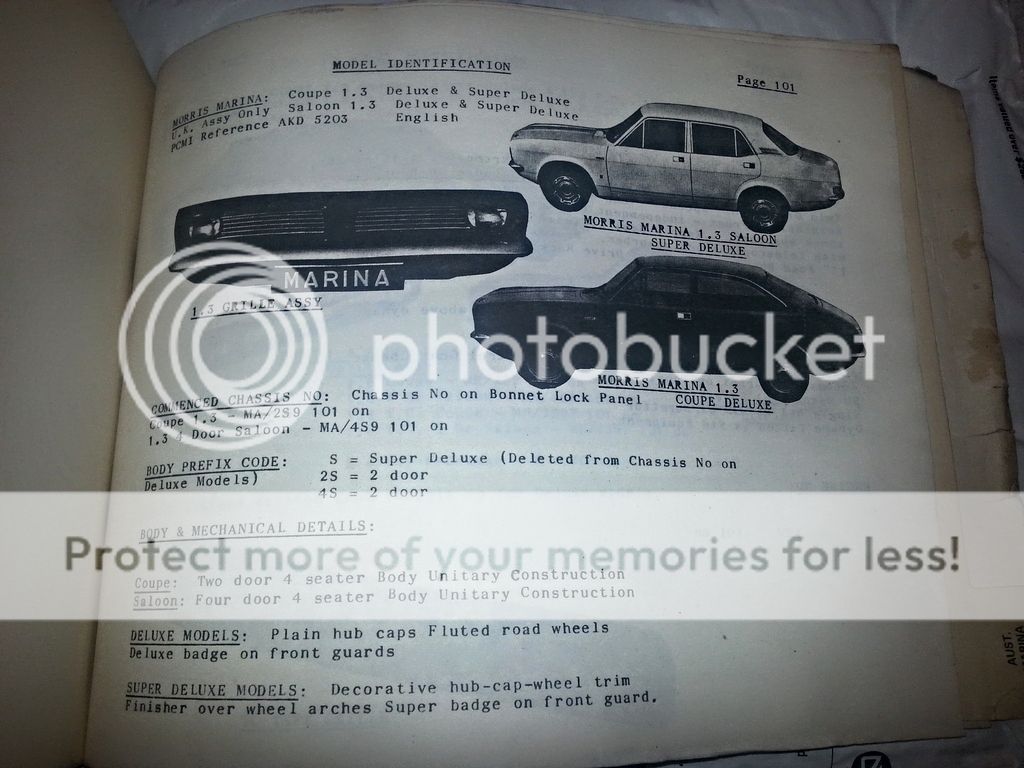 MODEL IDENTIFICATION
Page 101
MORRIS MARINA: Coupe 1.3 Deluxe & Super Deluxe
U.K. Assy Only Saloon 1.3 Deluxe & Super Deluxe
PCMI Reference AKD 5203 English
MORRIS MARINA 1.3 SALOON
SUPER DELUXE
MARINA
1.3 GRILLE ASSY
photobucket
MORRIS MARINA 1.3
COUPE DELUXE
COMMENCED CHASSIS NO: Chassis No on Bonnet Lock Panel
Coupe 1.3 - MA/2S9 101 on
1.3 4 Door Saloon - MA/4S9 101 on
BODY PREFIX CODE: S = Super Deluxe (Deleted from Chassis No on
Deluxe Models) 2S = 2 door
4S = 2 door
BODY & MECHANICAL DETAILS:
Protect more of your memories for less!
Coupe: Two door 4 seater Body Unitary Construction
Saloon: Four door 4 seater Body Unitary Construction
DELUXE MODELS: Plain hub caps Fluted road wheels
Deluxe badge on front guards
SUPER DELUXE MODELS: Decorative hub-cap-wheel trim
Finisher over wheel arches Super badge on front guard.
AUST.